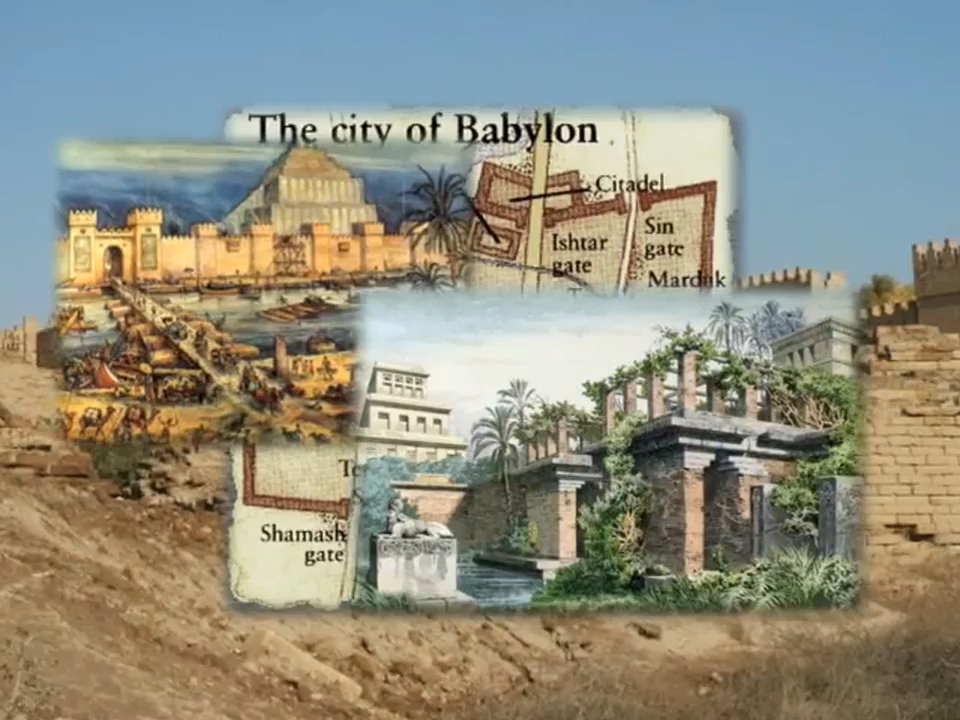 The city of Babylon
Citadel
Ishtar
gate
Sin
gate
Marduk
Shamash
gate